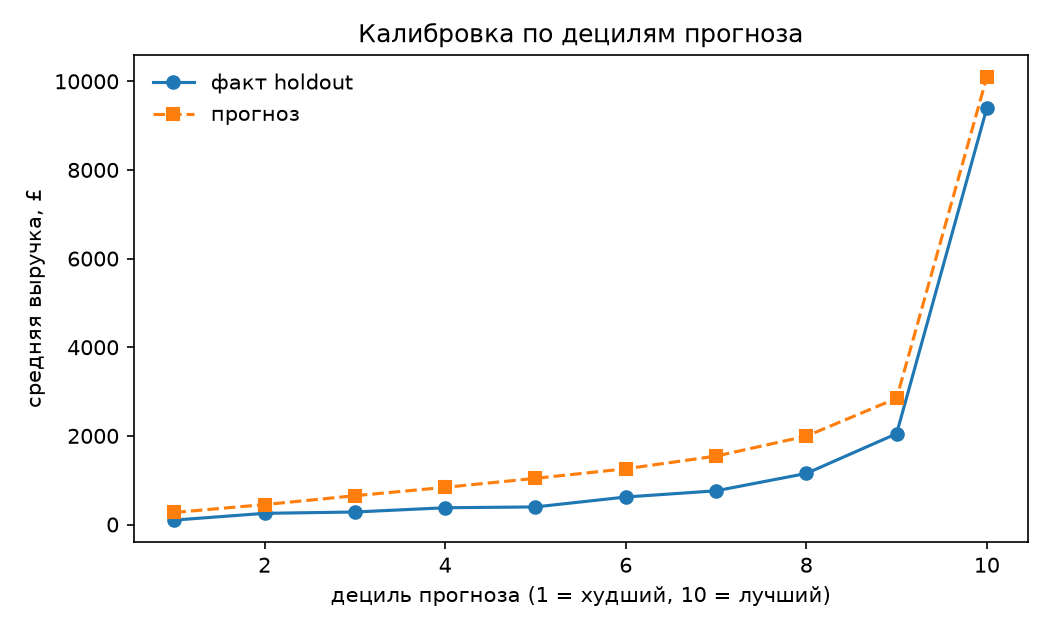 Калибровка по децилям прогноза
факт holdout
прогноз
средняя выручка, £
10000
8000
6000
4000
2000
0
2 4 6 8 10
дециль прогноза (1 = худший, 10 = лучший)